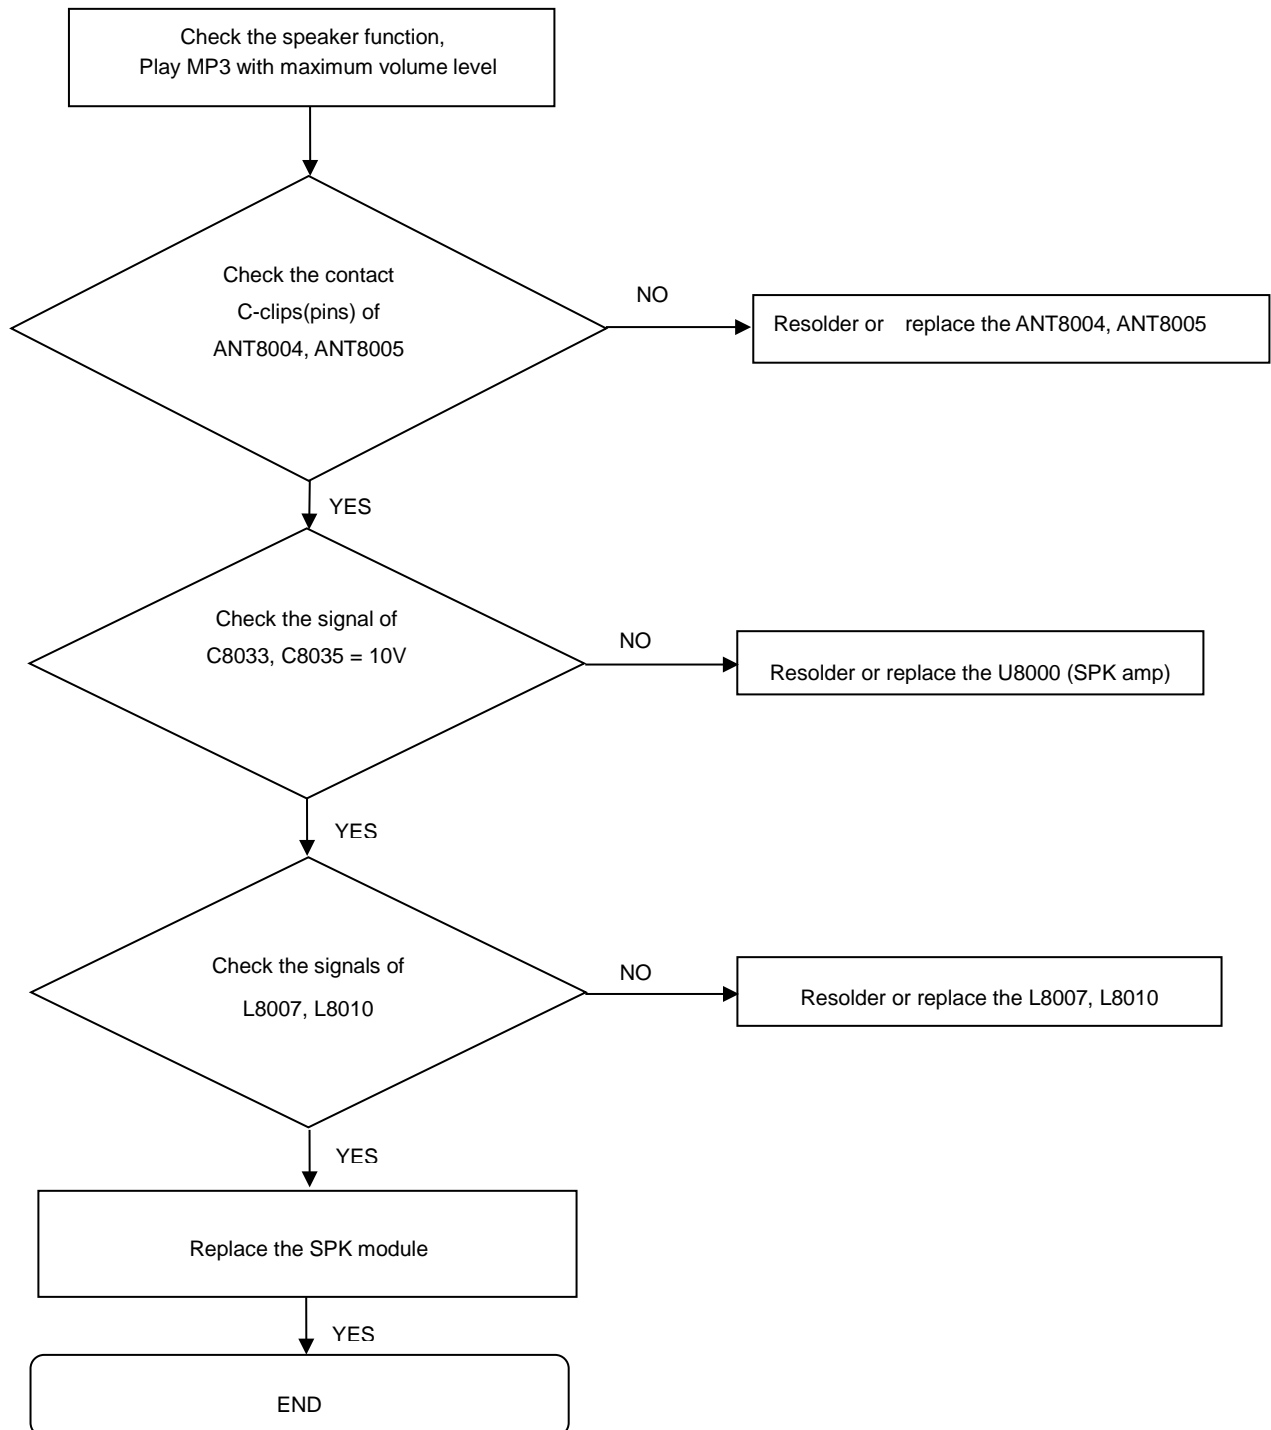 Check the speaker function,
Play MP3 with maximum volume level
Check the contact
C-clips(pins) of
ANT8004, ANT8005
NO
Resolder or replace the ANT8004, ANT8005
YES
Check the signal of
C8033, C8035 = 10V
NO
Resolder or replace the U8000 (SPK amp)
YES
Check the signals of
L8007, L8010
NO
Resolder or replace the L8007, L8010
YES
Replace the SPK module
YES
END